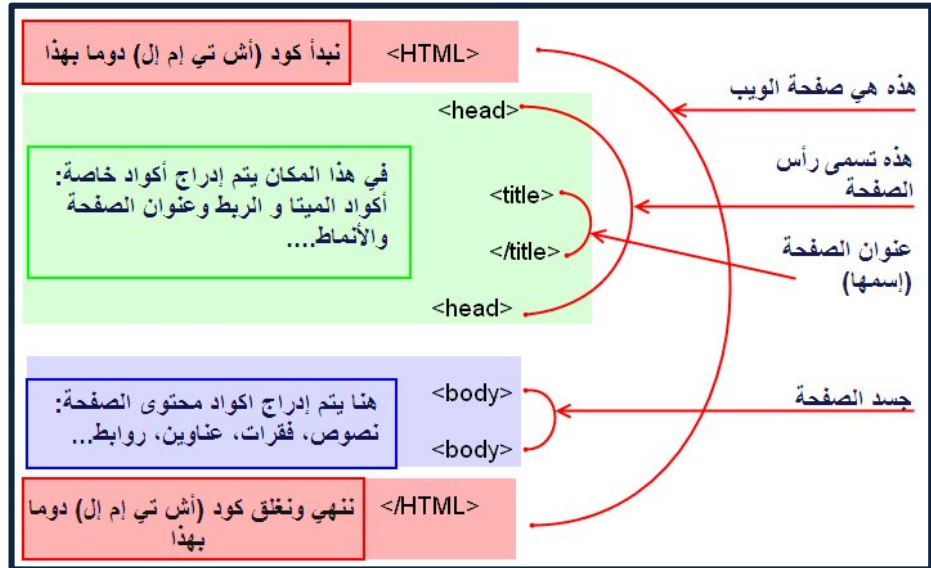 نبدأ كود (أش تي إم إل) دوما بهذا
<HTML>
هذه هي صفحة الويب
<head>
هذه تسمى رأس
الصفحة
في هذا المكان يتم إدراج أكواد خاصة:
أكواد الميتا و الربط وعنوان الصفحة
والأنماط....
<title>
</title>
عنوان الصفحة
(إسمها)
<head>
<body>
هنا يتم إدراج اكواد محتوى الصفحة:
نصوص، فقرات، عناوين، روابط...
جسد الصفحة
<body>
</HTML>
ننهي ونغلق كود (أش تي إم إل) دوما
بهذا